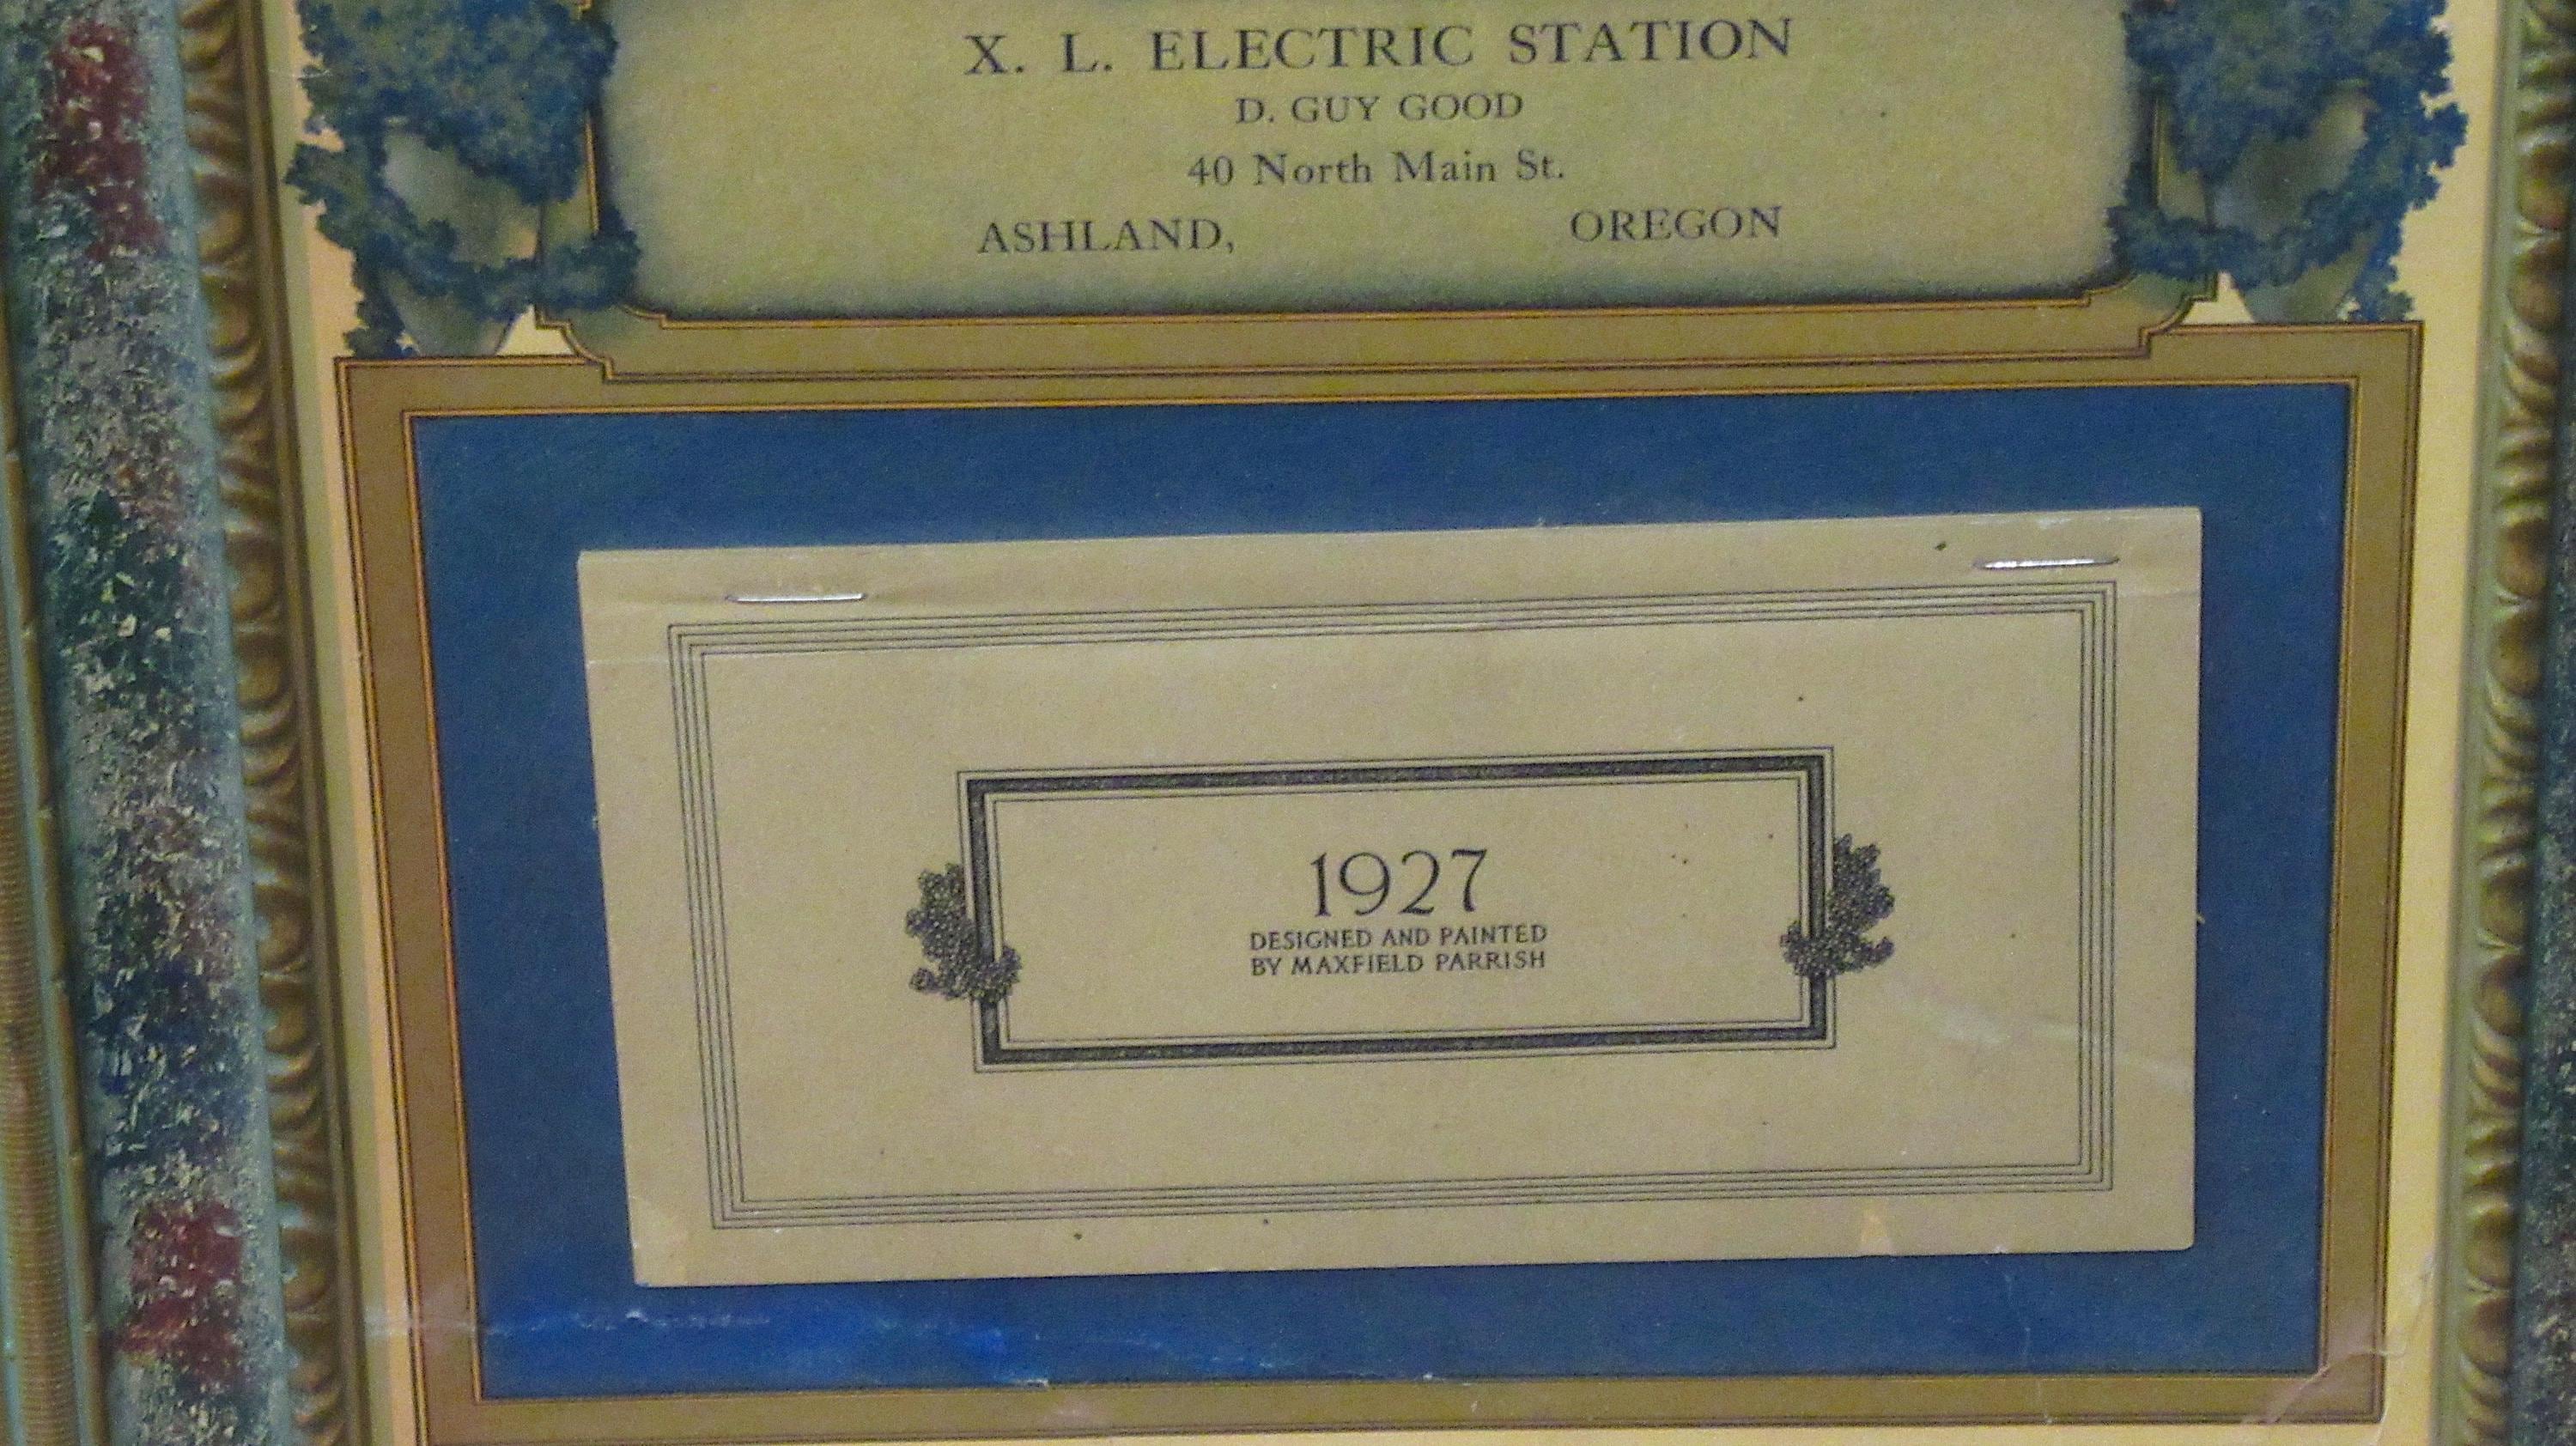 X. L. ELECTRIC STATION
D. GUY GOOD
40 North Main St.
ASHLAND, OREGON
1927
DESIGNED AND PAINTED
BY MAXFIELD PARRISH